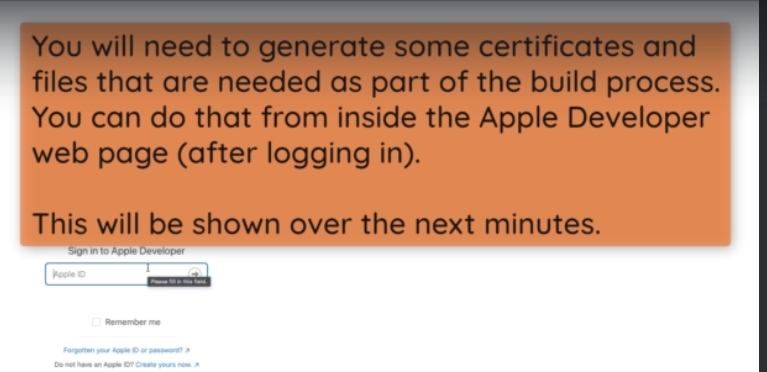 You will need to generate some certificates and
files that are needed as part of the build process.
You can do that from inside the Apple Developer
web page (after logging in).
This will be shown over the next minutes.
Sign in to Apple Developer
Apple ID
Please fill in this field.
Remember me
Forgotten your Apple ID or password? ↗
Do not have an Apple ID? Create yours now. ↗